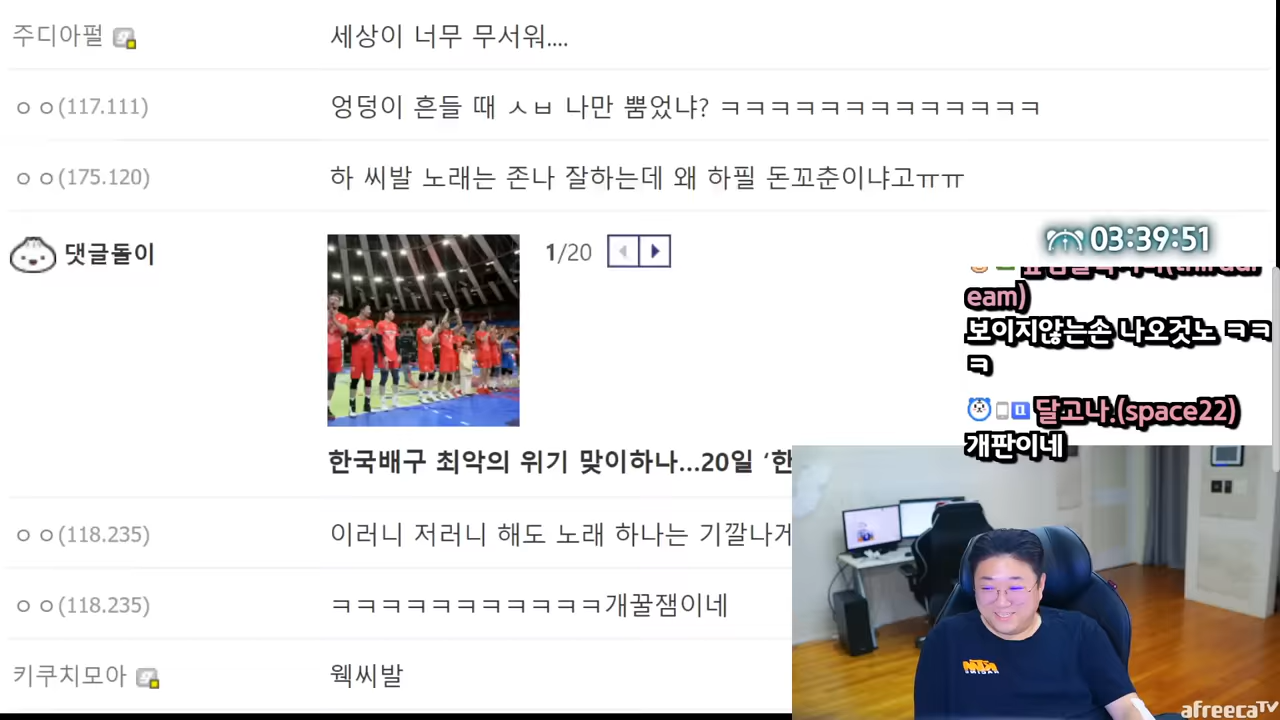 주디아펄
세상이 너무 무서워....
ㅇㅇ(117.111)
엉덩이 흔들 때 ㅅㅂ 나만 뿜었냐? ㅋㅋㅋㅋㅋㅋㅋㅋㅋㅋㅋㅋㅋ
ㅇㅇ(175.120)
하 씨발 노래는 존나 잘하는데 왜 하필 돈꼬춘이냐고ㅠㅠ
댓글돌이
1/20
한국배구 최악의 위기 맞이하나...20일 ‘한
ㅇㅇ(118.235)
이러니 저러니 해도 노래 하나는 기깔나게
ㅇㅇ(118.235)
ㅋㅋㅋㅋㅋㅋㅋㅋㅋㅋㅋ개꿀잼이네
키쿠치모아
웩씨발
03:39:51
eam)
보이지않는손 나오것노 ㅋㅋ
ㅋ
달고나.(space22)
개판이네
afreecaTV